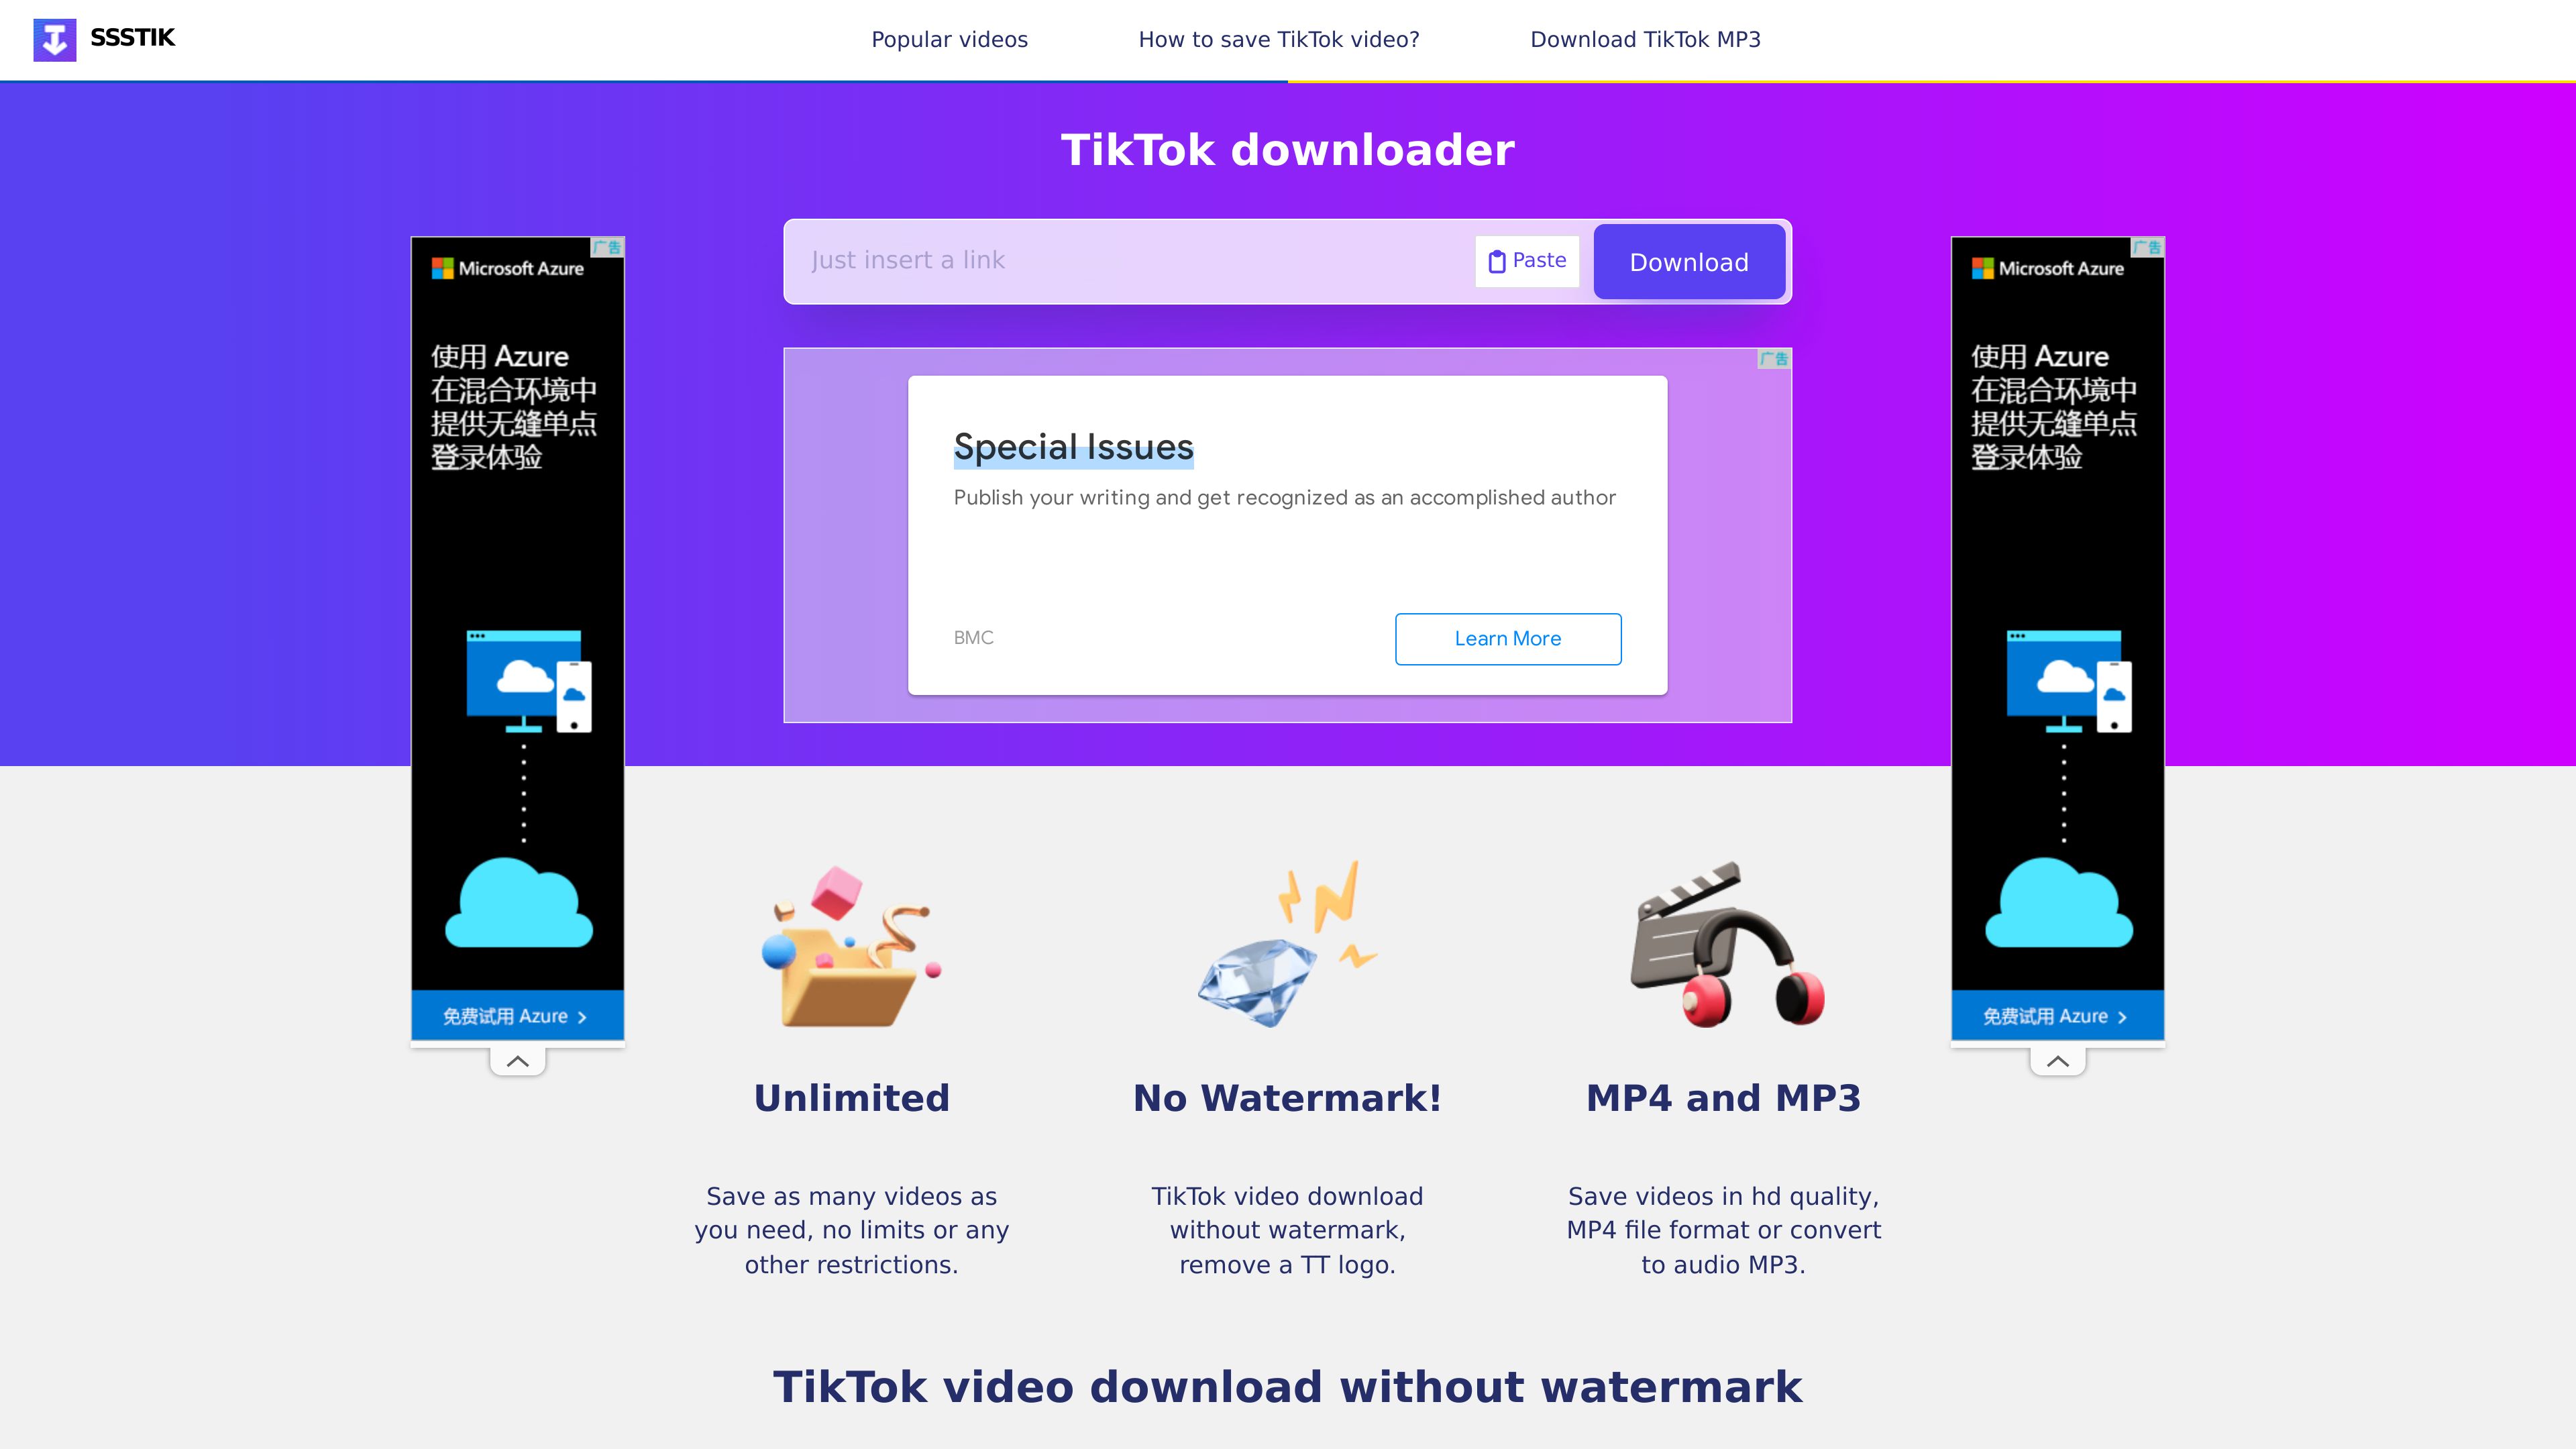 SSSTIK
Popular videos
How to save TikTok video?
Download TikTok MP3
TikTok downloader
Just insert a link
Paste
Download
广告
Microsoft Azure
使用 Azure
在混合环境中
提供无缝单点
登录体验
免费试用 Azure
广告
Special Issues
Publish your writing and get recognized as an accomplished author
BMC
Learn More
广告
Microsoft Azure
使用 Azure
在混合环境中
提供无缝单点
登录体验
免费试用 Azure
Unlimited
Save as many videos as
you need, no limits or any
other restrictions.
No Watermark!
TikTok video download
without watermark,
remove a TT logo.
MP4 and MP3
Save videos in hd quality,
MP4 file format or convert
to audio MP3.
TikTok video download without watermark